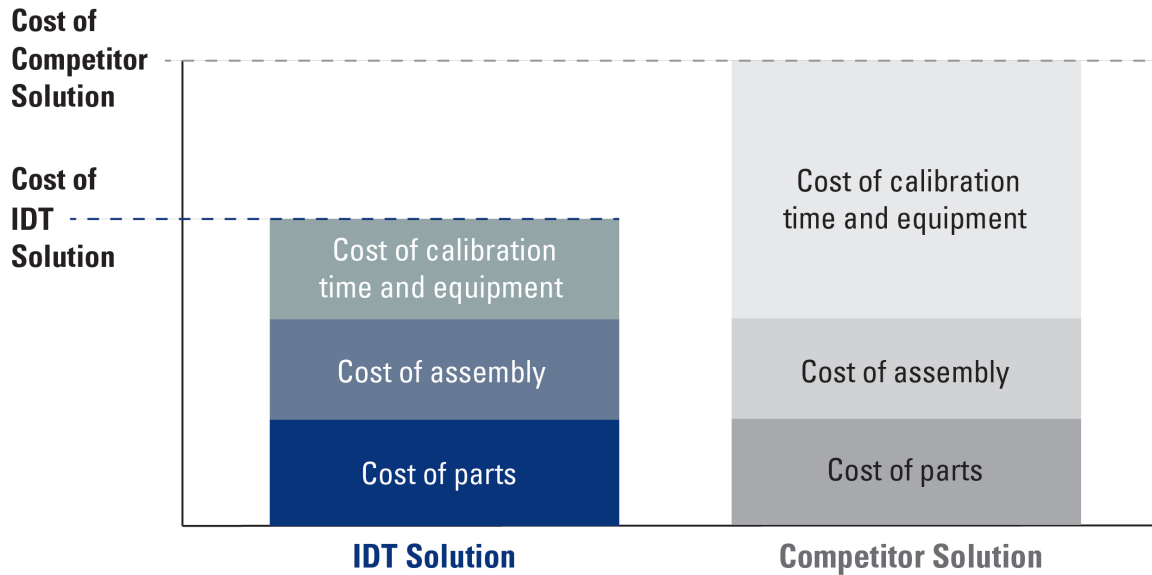 Cost of
Competitor
Solution
Cost of
IDT
Solution
Cost of calibration
time and equipment
Cost of assembly
Cost of parts
Cost of calibration
time and equipment
Cost of assembly
Cost of parts
IDT Solution
Competitor Solution